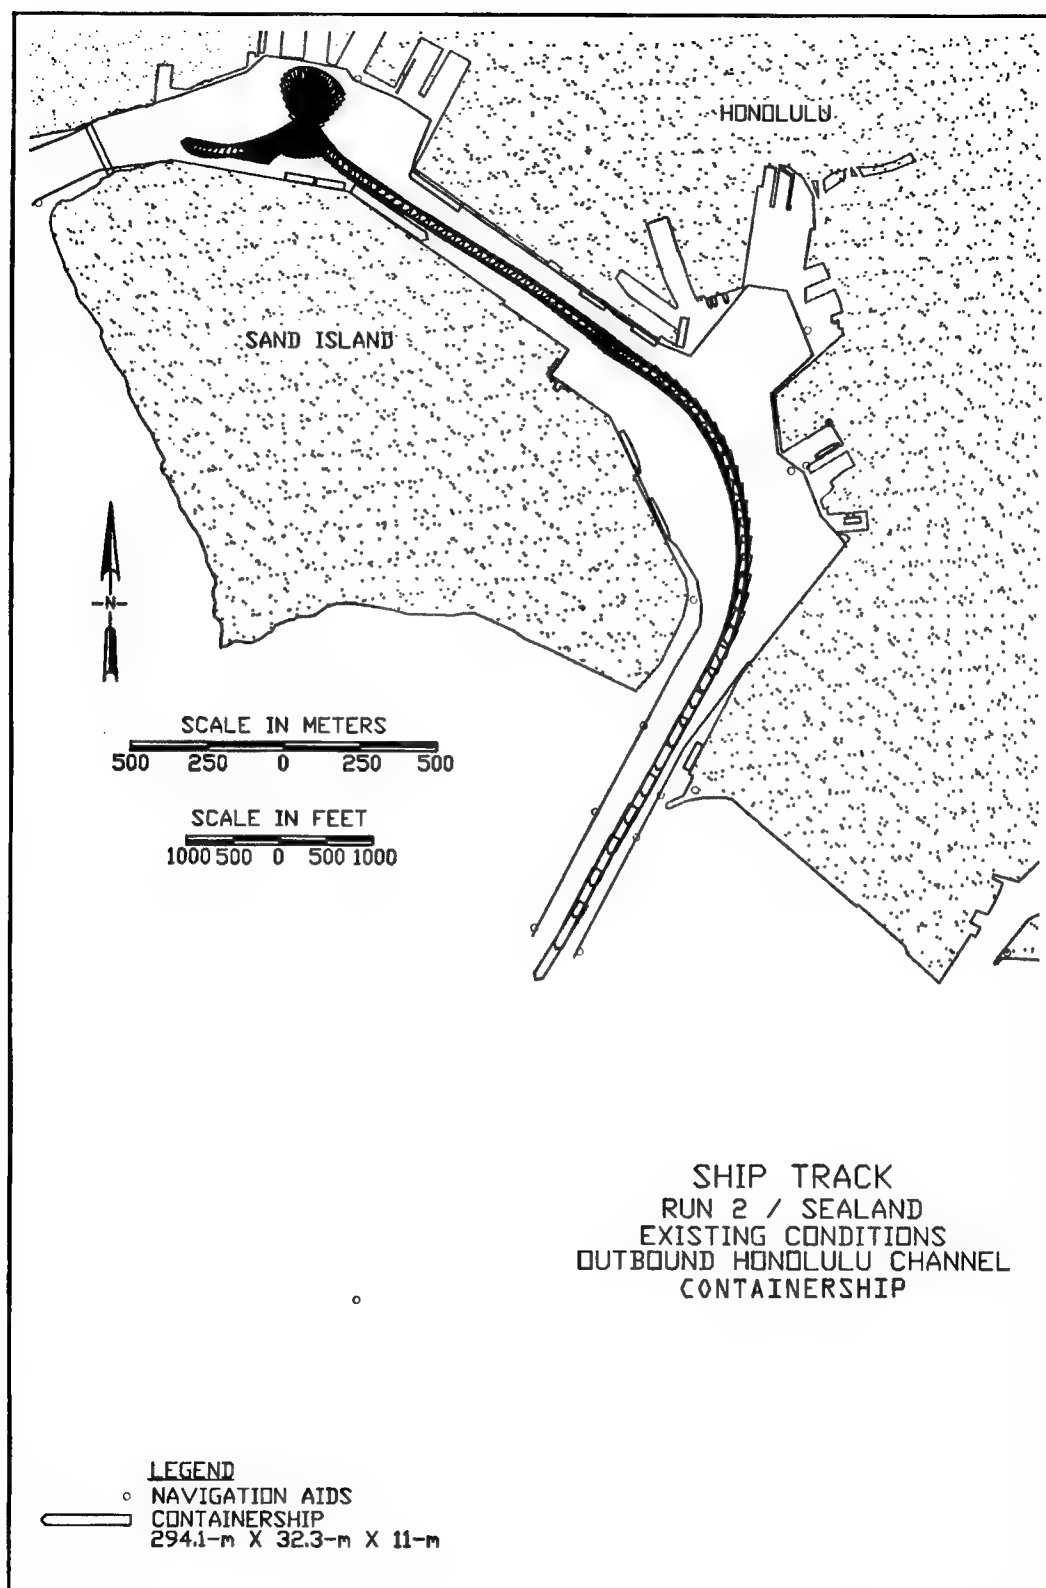 HONOLULU
SAND ISLAND
-N-
SCALE IN METERS
500 250 0 250 500
SCALE IN FEET
1000 500 0 500 1000
SHIP TRACK
RUN 2 / SEALAND
EXISTING CONDITIONS
OUTBOUND HONOLULU CHANNEL
CONTAINERSHIP
LEGEND
NAVIGATION AIDS
CONTAINERSHIP
294.1-m X 32.3-m X 11-m